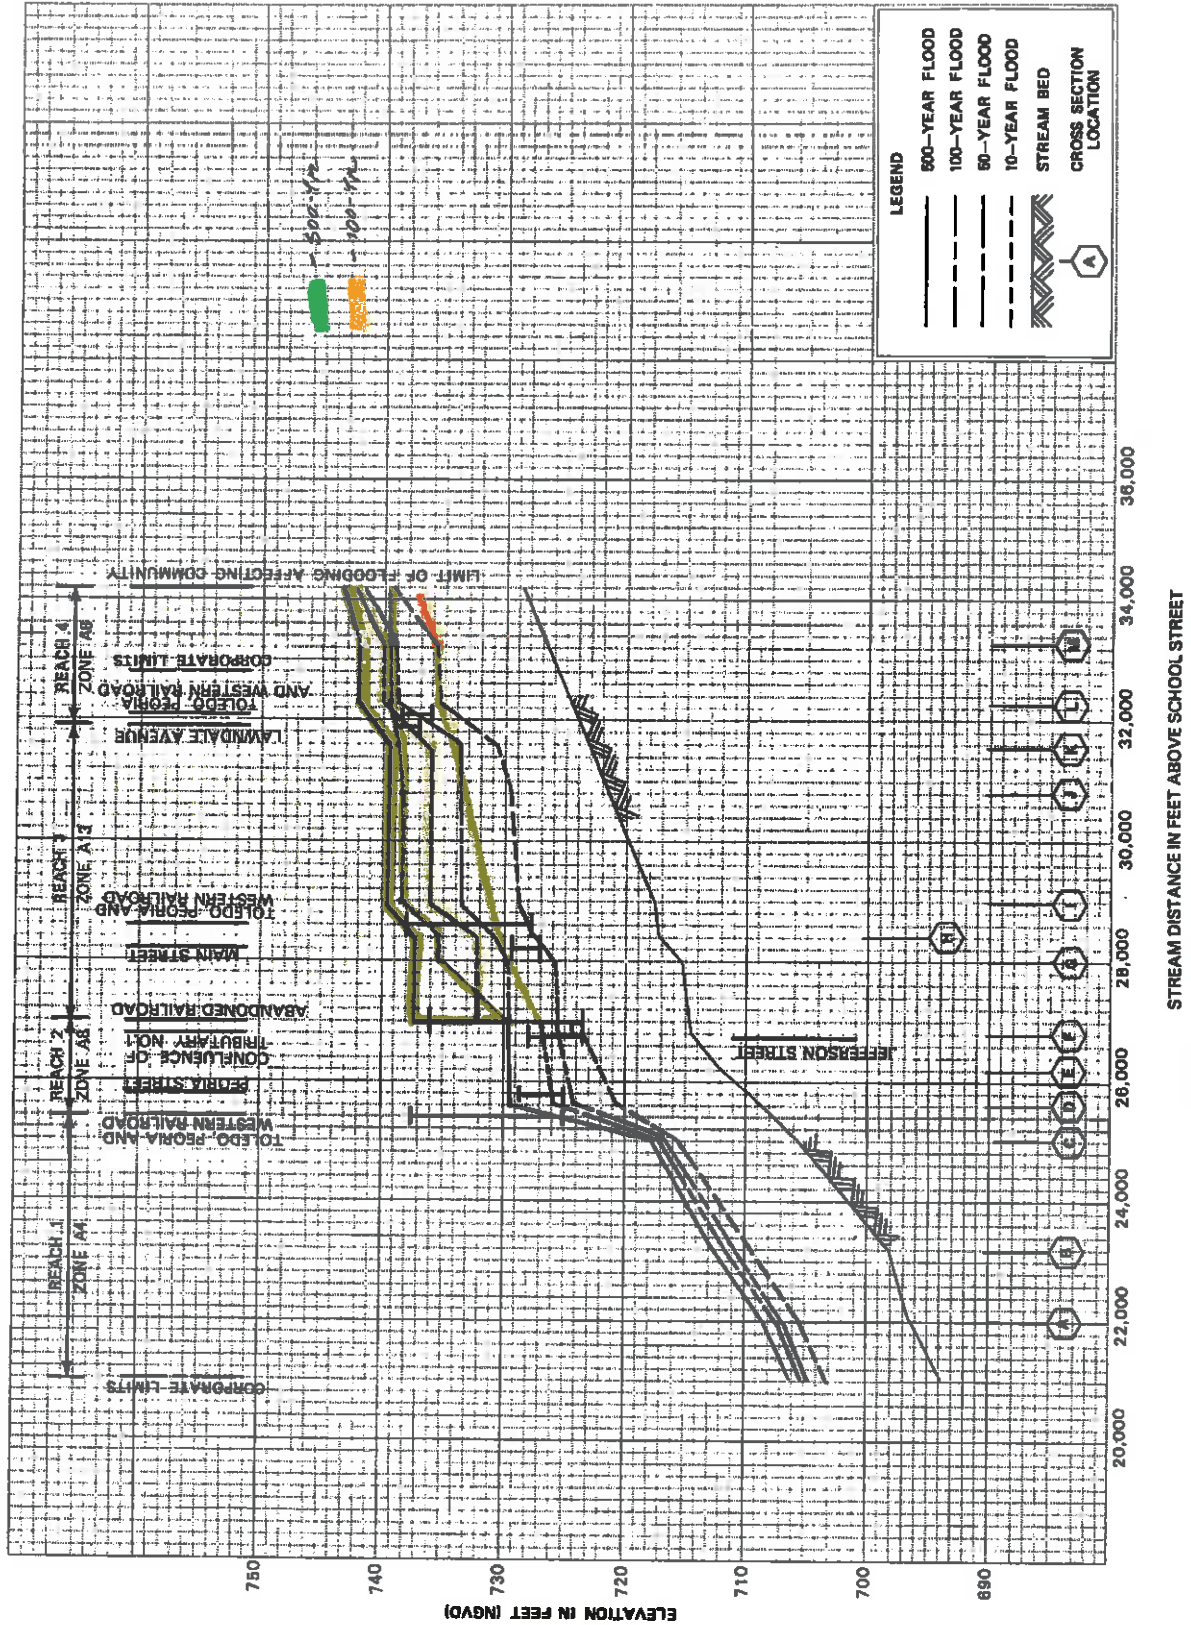 REACH 1
ZONE A4
REACH 2
ZONE A8
REACH 3
ZONE A13
REACH 4
ZONE A8
CORPORATE LIMITS
TOLEDO, PEORIA AND
WESTERN RAILROAD
PEORIA STREET
CONFLUENCE OF
TRIBUTARY NO.1
ABANDONED RAILROAD
MAIN STREET
TOLEDO, PEORIA AND
WESTERN RAILROAD
LAWNDALE AVENUE
TOLEDO, PEORIA
AND WESTERN RAILROAD
CORPORATE LIMITS
LIMIT OF FLOODING AFFECTING COMMUNITY
JEFFERSON STREET
- 500-yr
- 100-yr
LEGEND
500-YEAR FLOOD
100-YEAR FLOOD
50-YEAR FLOOD
10-YEAR FLOOD
STREAM BED
A
CROSS SECTION
LOCATION
ELEVATION IN FEET (NGVD)
750
740
730
720
710
700
690
A
B
C
D
E
F
G
H
I
J
K
L
M
20,000
22,000
24,000
26,000
28,000
30,000
32,000
34,000
36,000
STREAM DISTANCE IN FEET ABOVE SCHOOL STREET